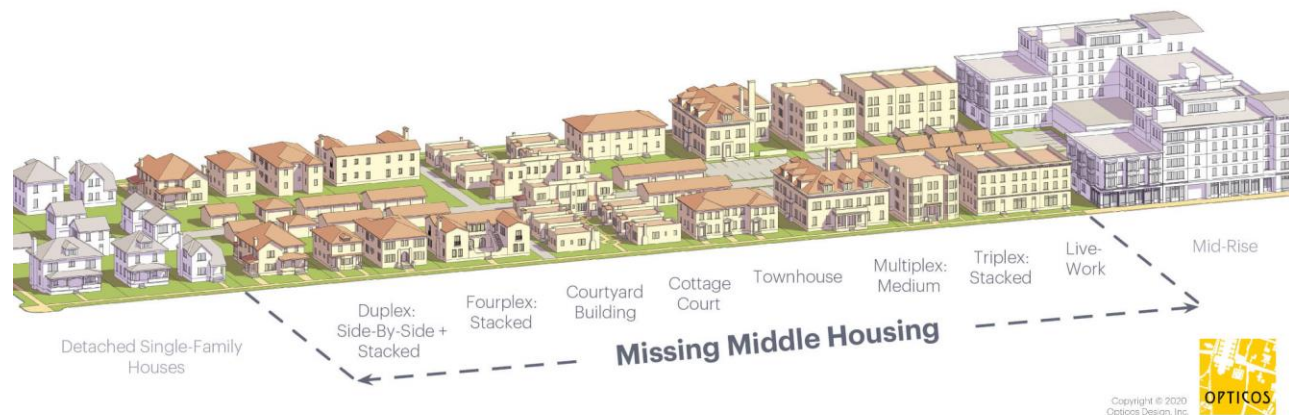 Detached Single-Family
Houses
Duplex:
Side-By-Side +
Stacked
Fourplex:
Stacked
Courtyard
Building
Cottage
Court
Townhouse
Multiplex:
Medium
Triplex:
Stacked
Live-
Work
Mid-Rise
Missing Middle Housing
Copyright © 2020
Opticos Design, Inc.
OPTICOS